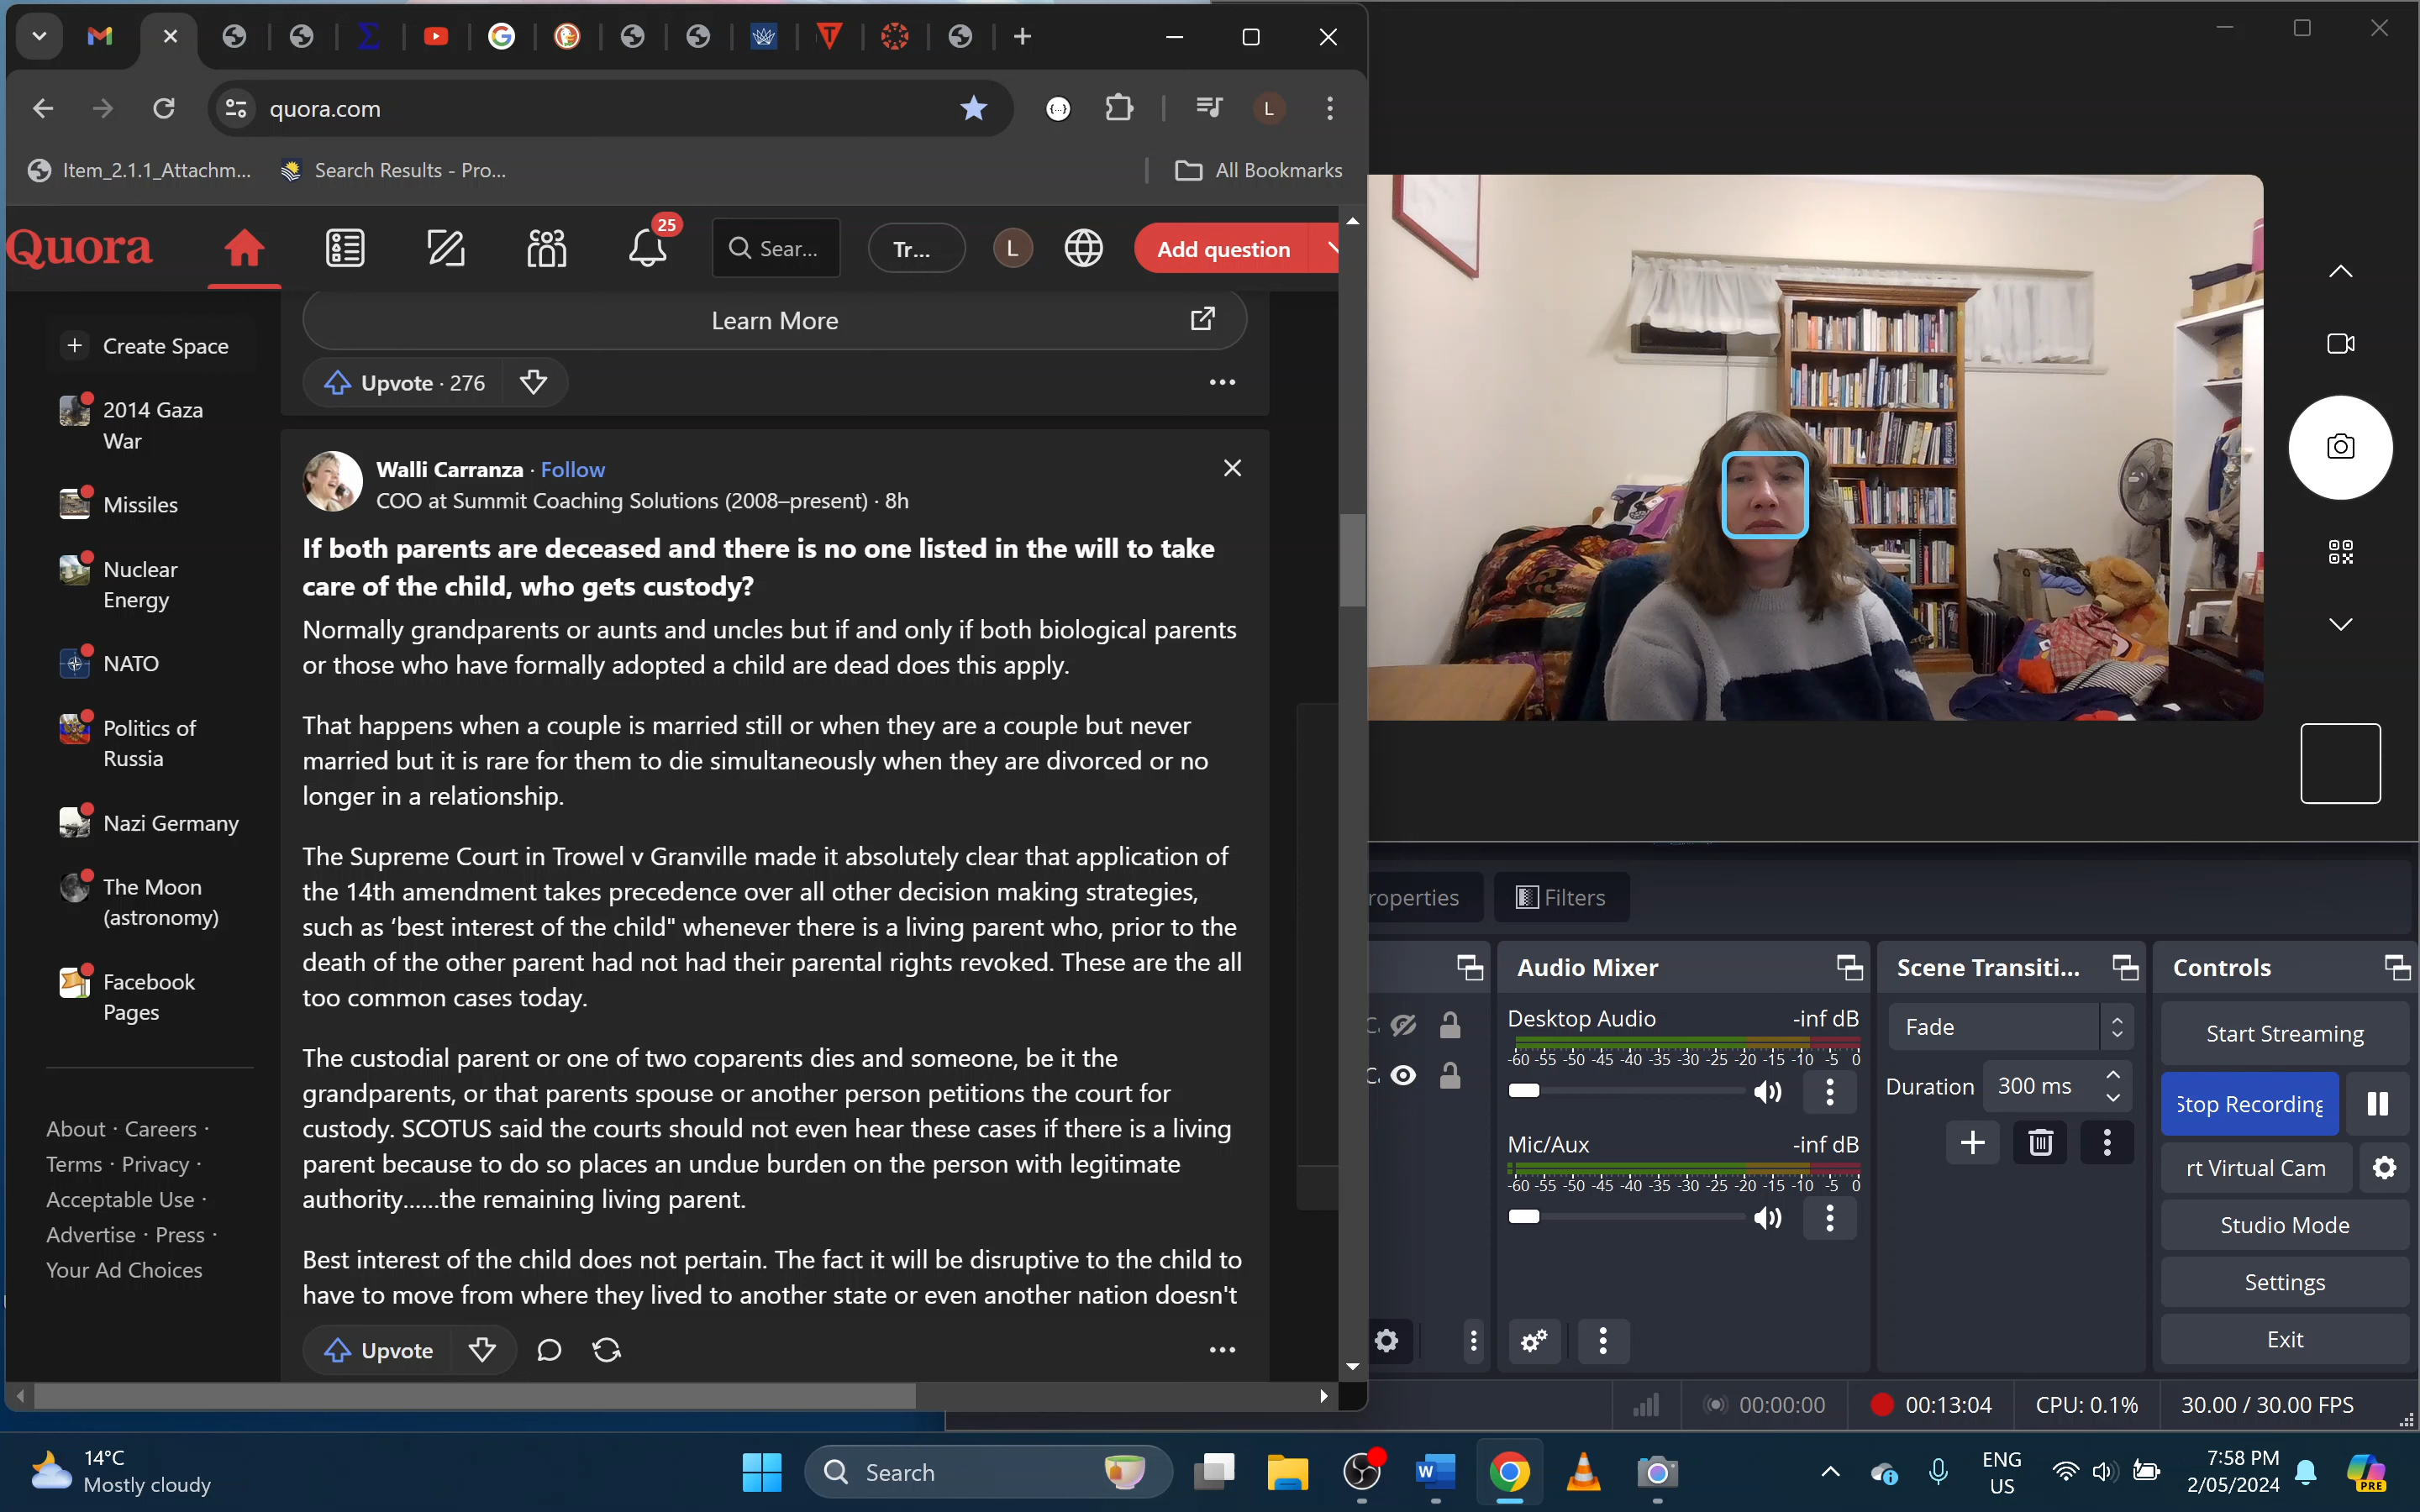 quora.com
Item_2.1.1_Attachm...
Search Results - Pro...
All Bookmarks
L
Quora
25
Sear...
Tr...
L
Add question
Create Space
2014 Gaza
War
Missiles
Nuclear
Energy
NATO
Politics of
Russia
Nazi Germany
The Moon
(astronomy)
Facebook
Pages
About · Careers ·
Terms · Privacy ·
Acceptable Use ·
Advertise · Press ·
Your Ad Choices
Learn More
Upvote · 276
Walli Carranza · Follow
COO at Summit Coaching Solutions (2008–present) · 8h
If both parents are deceased and there is no one listed in the will to take
care of the child, who gets custody?
Normally grandparents or aunts and uncles but if and only if both biological parents
or those who have formally adopted a child are dead does this apply.
That happens when a couple is married still or when they are a couple but never
married but it is rare for them to die simultaneously when they are divorced or no
longer in a relationship.
The Supreme Court in Trowel v Granville made it absolutely clear that application of
the 14th amendment takes precedence over all other decision making strategies,
such as ‘best interest of the child" whenever there is a living parent who, prior to the
death of the other parent had not had their parental rights revoked. These are the all
too common cases today.
The custodial parent or one of two coparents dies and someone, be it the
grandparents, or that parents spouse or another person petitions the court for
custody. SCOTUS said the courts should not even hear these cases if there is a living
parent because to do so places an undue burden on the person with legitimate
authority......the remaining living parent.
Best interest of the child does not pertain. The fact it will be disruptive to the child to
have to move from where they lived to another state or even another nation doesn't
Upvote
roperties
Filters
Audio Mixer
Desktop Audio -inf dB
-60 -55 -50 -45 -40 -35 -30 -25 -20 -15 -10 -5 0
Mic/Aux -inf dB
-60 -55 -50 -45 -40 -35 -30 -25 -20 -15 -10 -5 0
Scene Transiti...
Fade
Duration 300 ms
Controls
Start Streaming
Stop Recording
rt Virtual Cam
Studio Mode
Settings
Exit
00:00:00
00:13:04
CPU: 0.1%
30.00 / 30.00 FPS
14°C
Mostly cloudy
Search
ENG
US
7:58 PM
2/05/2024
PRE